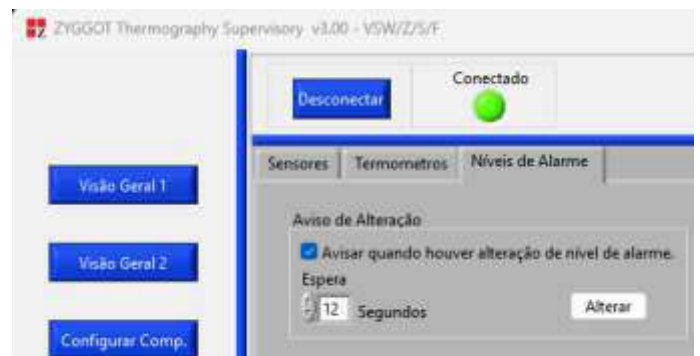 ZYGGOT Thermography Supervisory v3.00 - VSW/Z/S/F
Desconectar
Conectado
Sensores
Termometros
Níveis de Alarme
Visão Geral 1
Visão Geral 2
Configurar Comp.
Aviso de Alteração
Avisar quando houver alteração de nível de alarme.
Espera
12 Segundos
Alterar